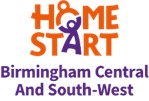 HOME
START
Birmingham Central
And South-West